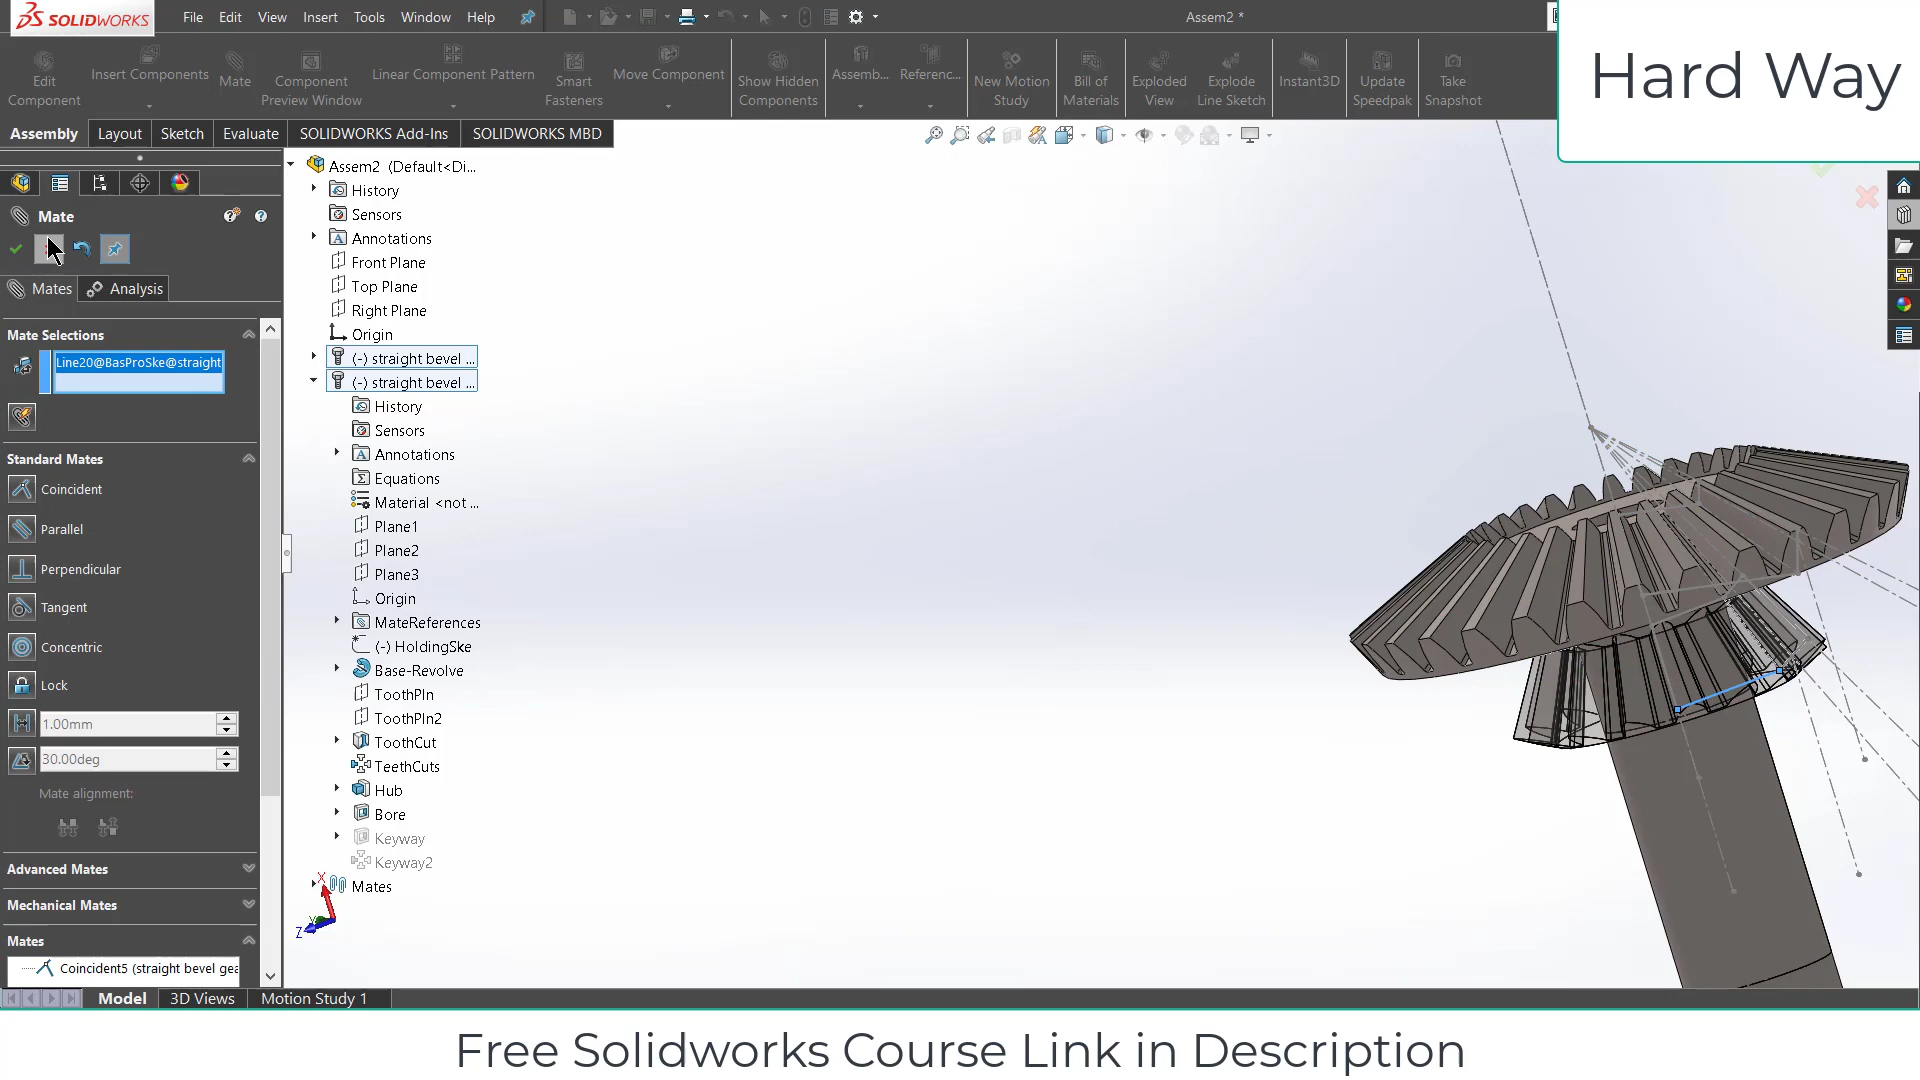 SOLIDWORKS
File Edit View Insert Tools Window Help
Assem2 *
Hard Way
Edit Component
Insert Components
Mate
Component Preview Window
Linear Component Pattern
Smart Fasteners
Move Component
Show Hidden Components
Assemb...
Referenc...
New Motion Study
Bill of Materials
Exploded View
Explode Line Sketch
Instant3D
Update Speedpak
Take Snapshot
Assembly Layout Sketch Evaluate SOLIDWORKS Add-Ins SOLIDWORKS MBD
Mate
Mates Analysis
Mate Selections
Line20@BasProSke@straight
Standard Mates
Coincident
Parallel
Perpendicular
Tangent
Concentric
Lock
1.00mm
30.00deg
Mate alignment:
Advanced Mates
Mechanical Mates
Mates
Coincident5 (straight bevel gea
Assem2 (Default<Di...
History
Sensors
Annotations
Front Plane
Top Plane
Right Plane
Origin
(-) straight bevel ...
(-) straight bevel ...
History
Sensors
Annotations
Equations
Material <not ...
Plane1
Plane2
Plane3
Origin
MateReferences
(-) HoldingSke
Base-Revolve
ToothPln
ToothPln2
ToothCut
TeethCuts
Hub
Bore
Keyway
Keyway2
Mates
X
Y
Z
Model 3D Views Motion Study 1
Free Solidworks Course Link in Description